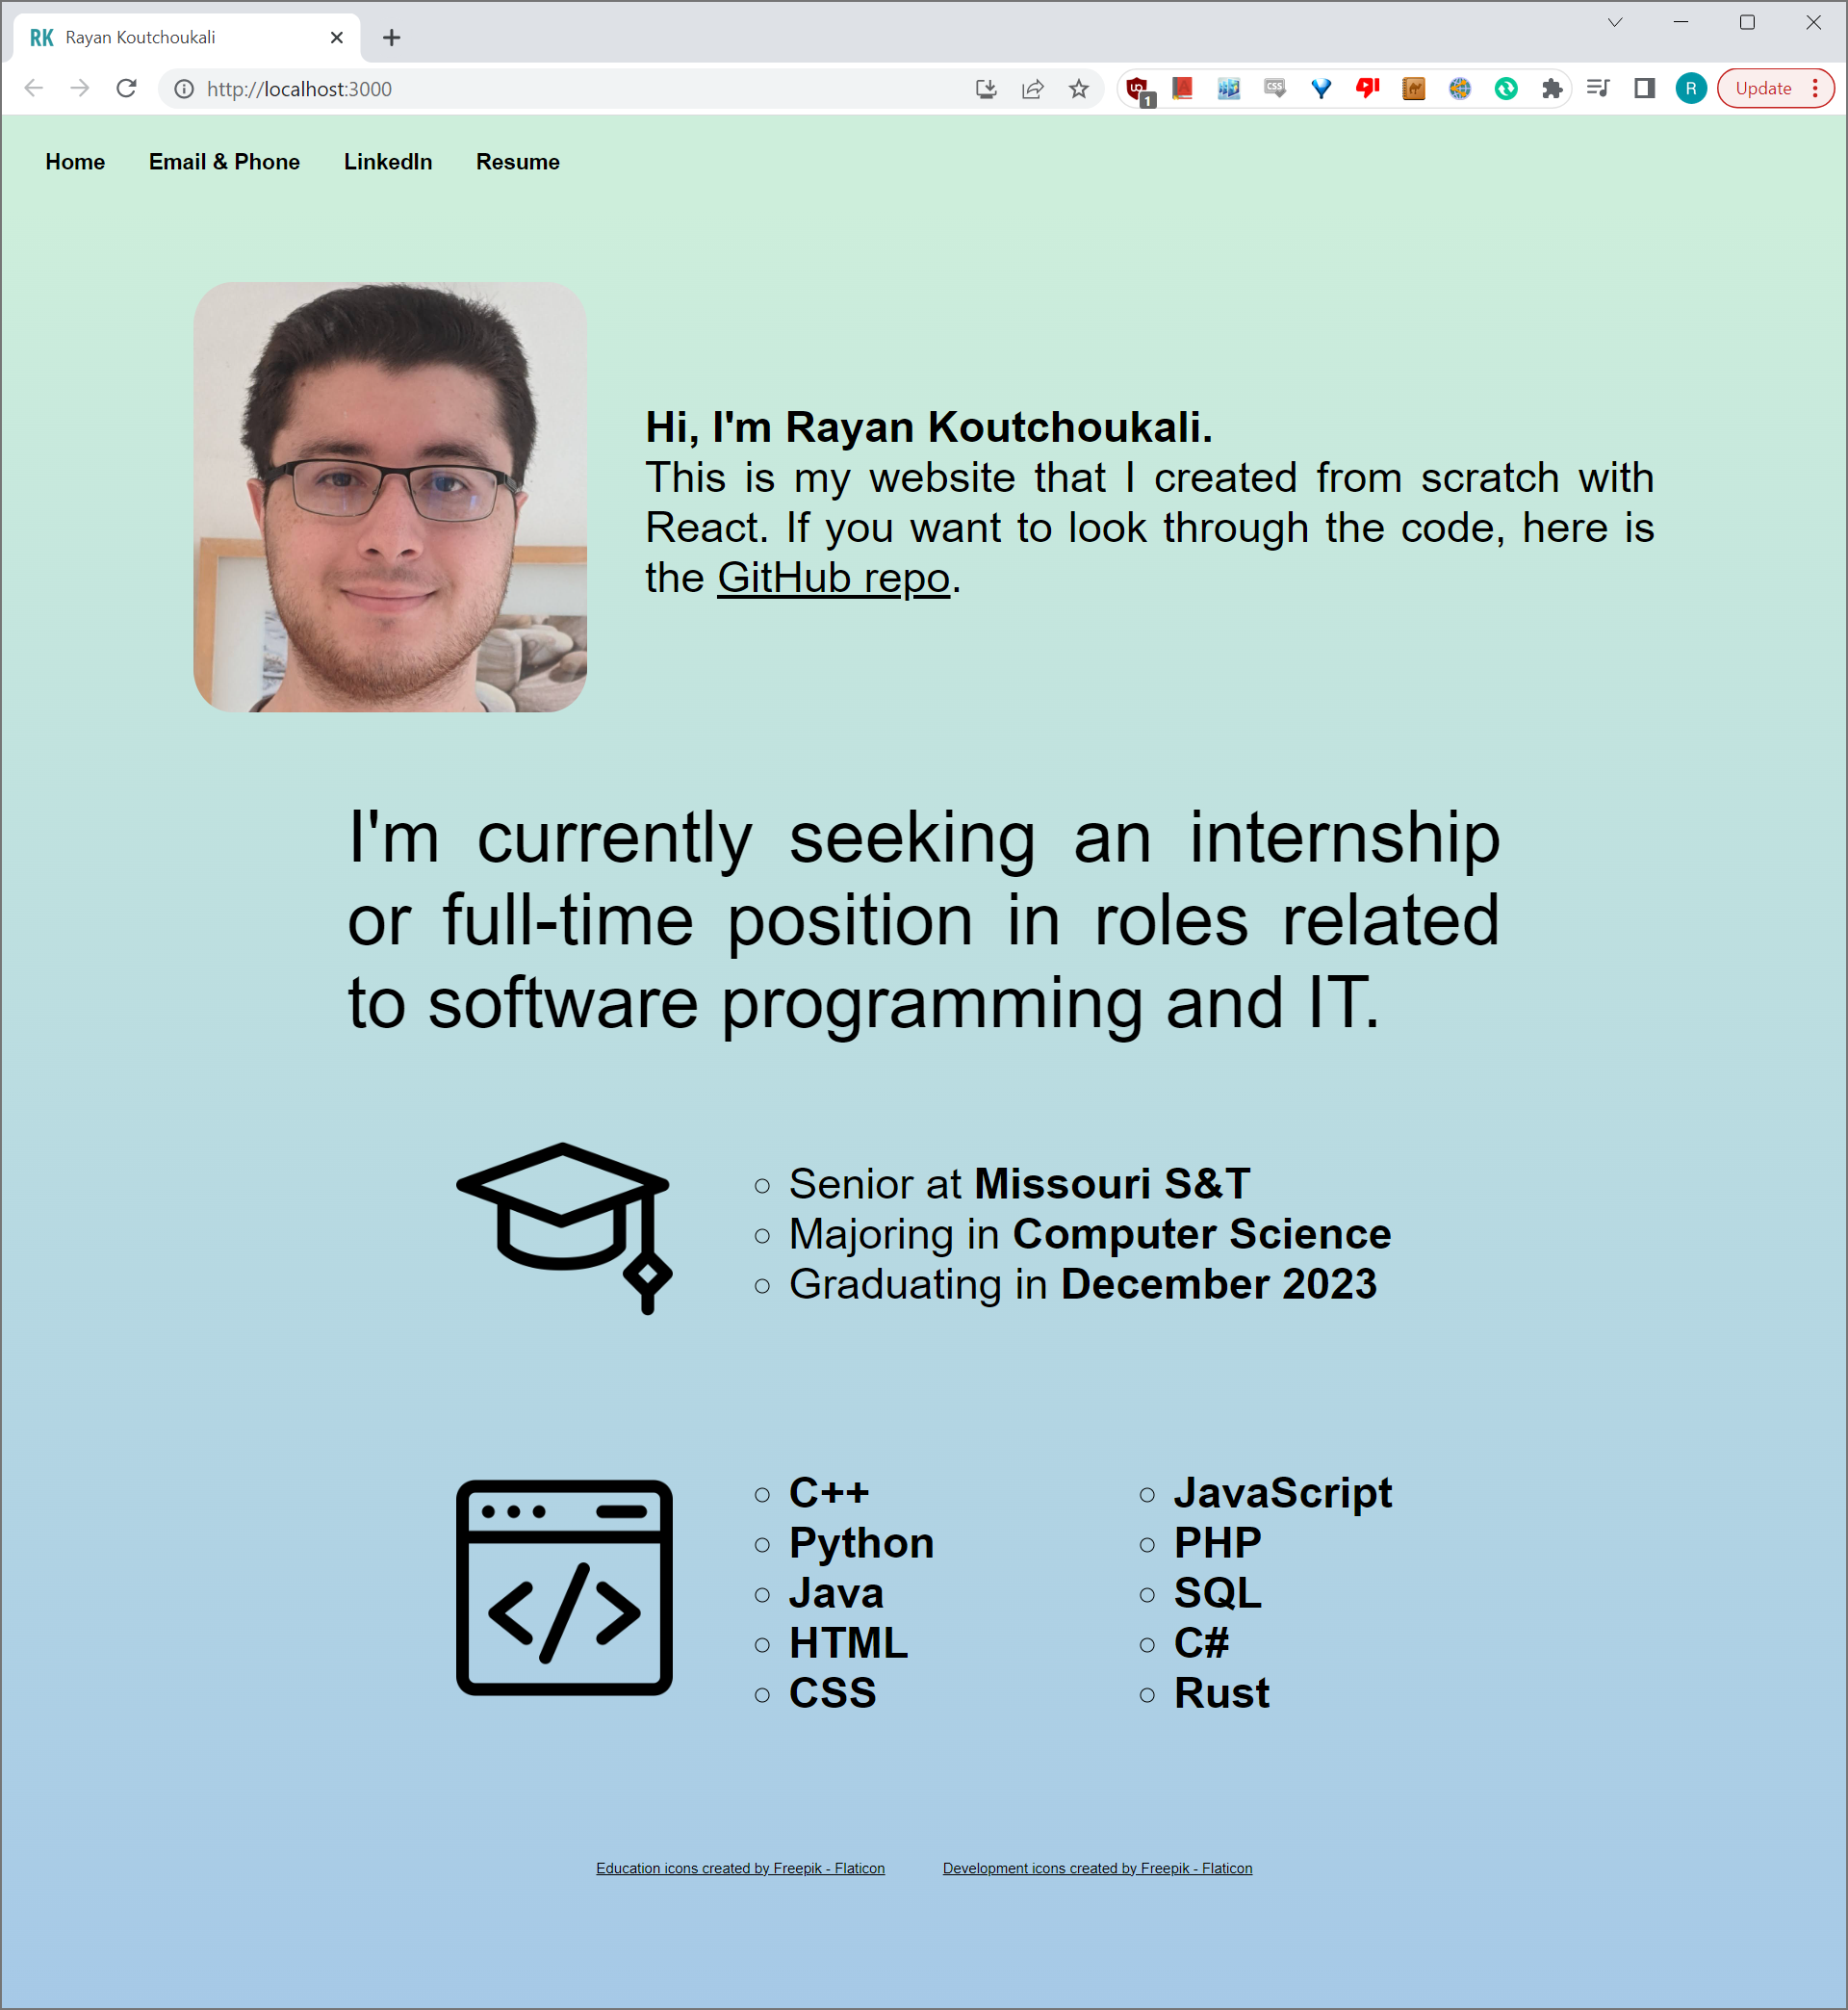 RK Rayan Koutchoukali
http://localhost:3000
1
R
Update
Home Email & Phone LinkedIn Resume
Hi, I'm Rayan Koutchoukali.
This is my website that I created from scratch with
React. If you want to look through the code, here is
the GitHub repo.
I'm currently seeking an internship
or full-time position in roles related
to software programming and IT.
Senior at Missouri S&T
Majoring in Computer Science
Graduating in December 2023
C++
Python
Java
HTML
CSS
JavaScript
PHP
SQL
C#
Rust
Education icons created by Freepik - Flaticon
Development icons created by Freepik - Flaticon